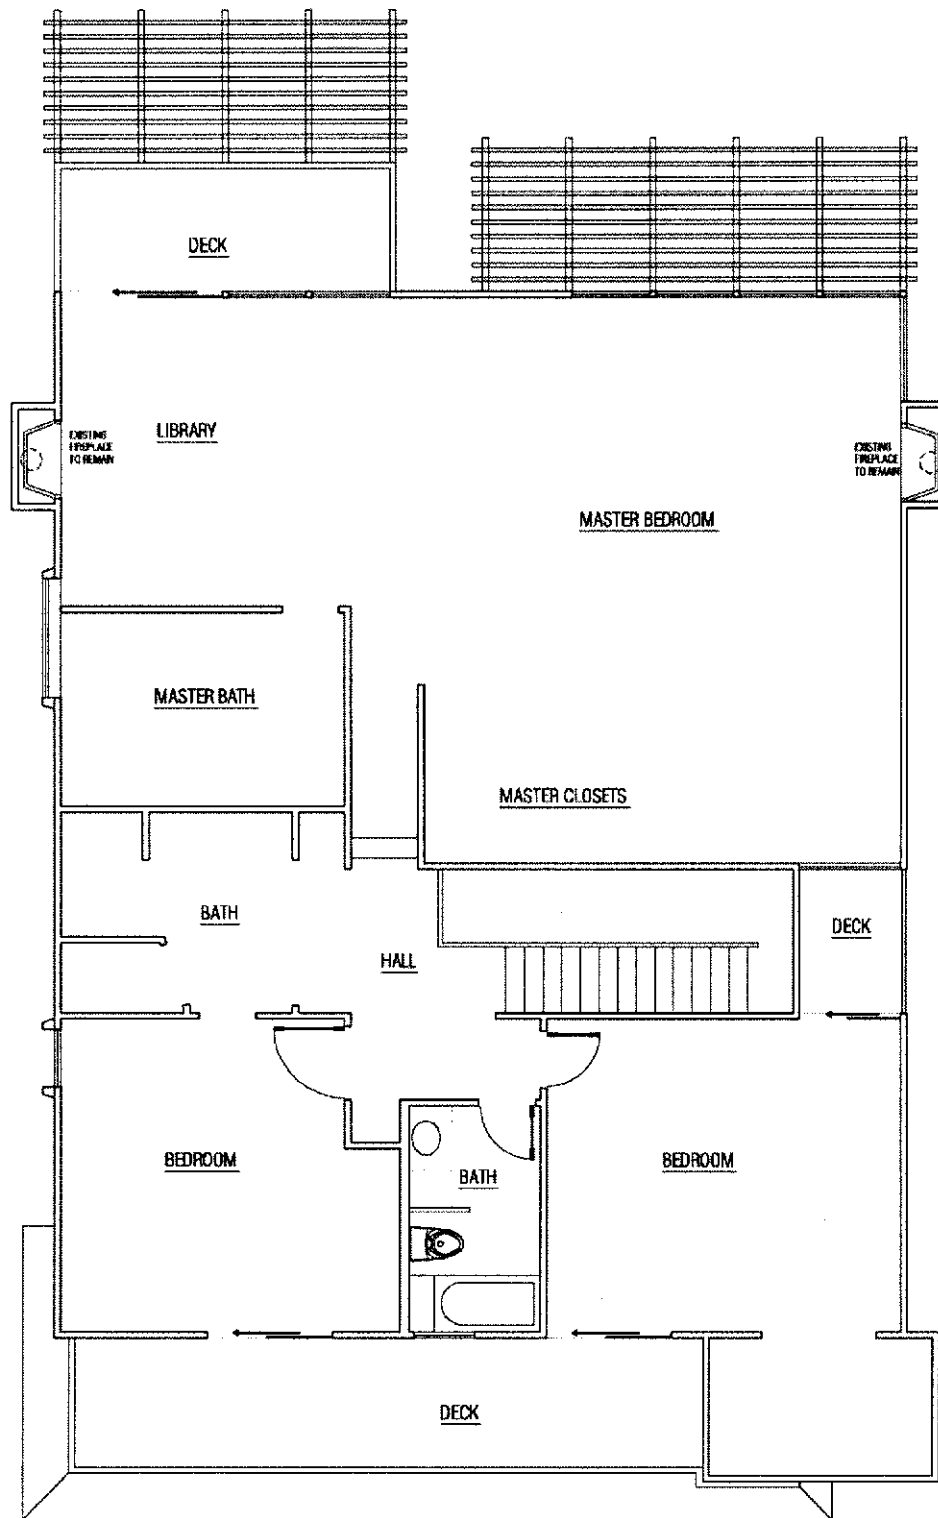 DECK
LIBRARY
EXISTING
FIREPLACE
TO REMAIN
EXISTING
FIREPLACE
TO REMAIN
MASTER BEDROOM
MASTER BATH
MASTER CLOSETS
BATH
DECK
HALL
BEDROOM
BATH
BEDROOM
DECK